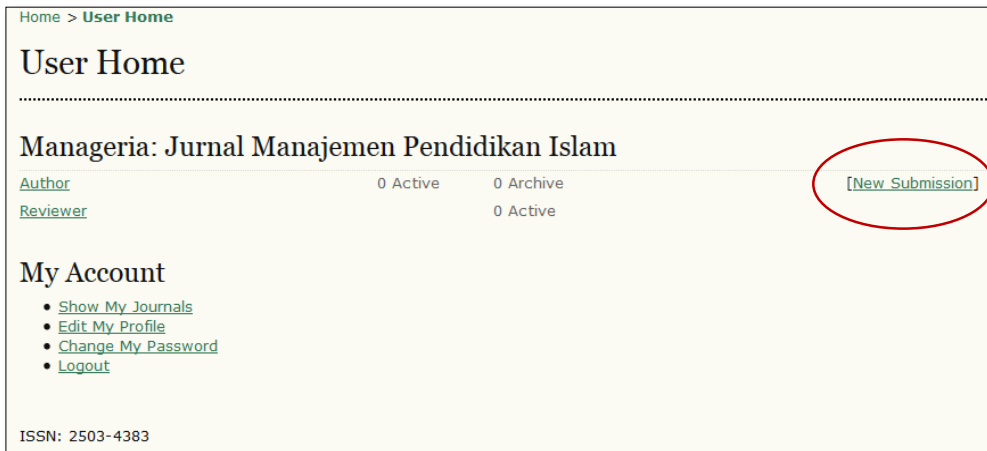 Home > User Home
User Home
Manageria: Jurnal Manajemen Pendidikan Islam
Author 0 Active 0 Archive [New Submission]
Reviewer 0 Active
My Account
• Show My Journals
• Edit My Profile
• Change My Password
• Logout
ISSN: 2503-4383